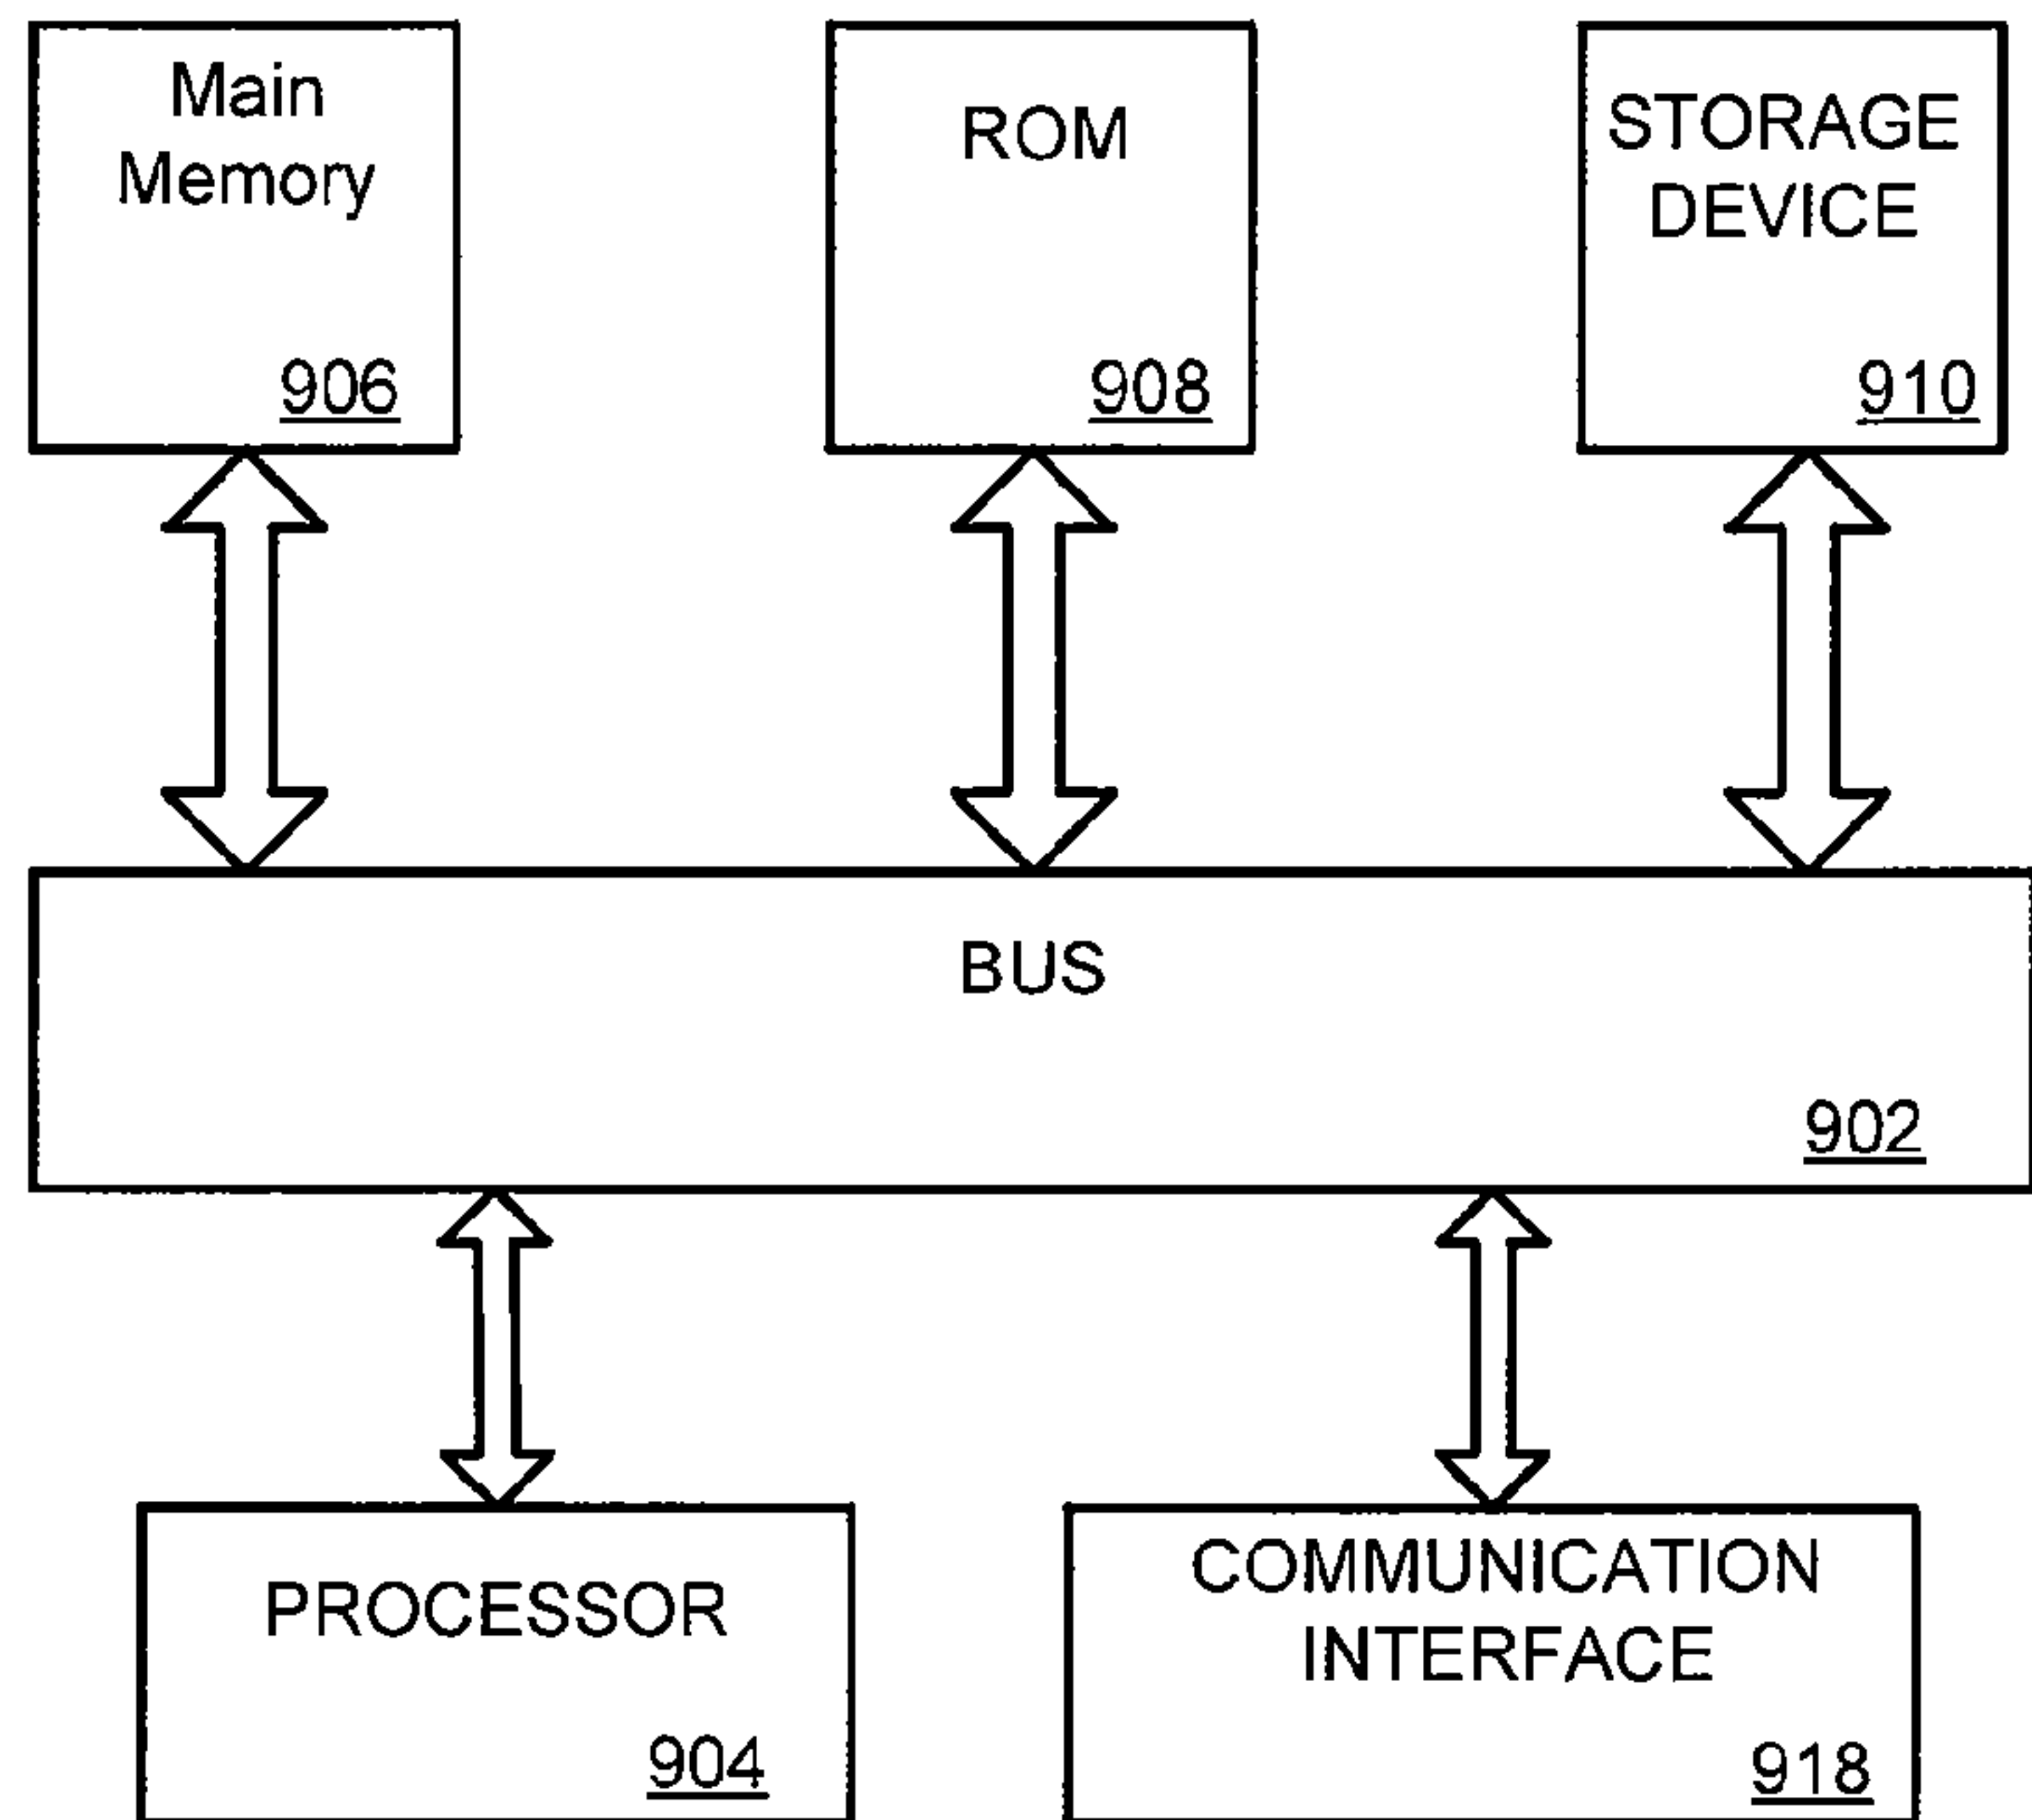 Main
Memory
906
ROM
908
STORAGE
DEVICE
910
BUS
902
PROCESSOR
904
COMMUNICATION
INTERFACE
918